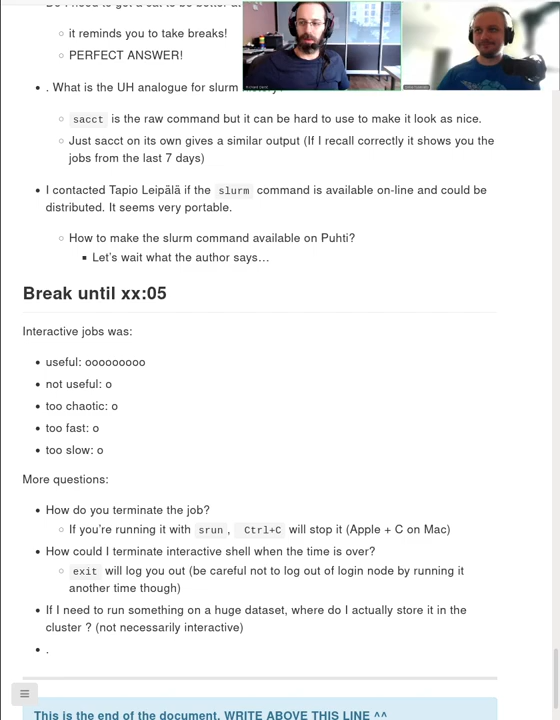 it reminds you to take breaks!
PERFECT ANSWER!
. What is the UH analogue for slurm
sacct is the raw command but it can be hard to use to make it look as nice.
Just sacct on its own gives a similar output (If I recall correctly it shows you the
jobs from the last 7 days)
I contacted Tapio Leipälä if the slurm command is available on-line and could be
distributed. It seems very portable.
How to make the slurm command available on Puhti?
Let's wait what the author says…
Break until xx:05
Interactive jobs was:
useful: ooooooooo
not useful: o
too chaotic: o
too fast: o
too slow: o
More questions:
How do you terminate the job?
If you're running it with srun, Ctrl+C will stop it (Apple + C on Mac)
How could I terminate interactive shell when the time is over?
exit will log you out (be careful not to log out of login node by running it
another time though)
If I need to run something on a huge dataset, where do I actually store it in the
cluster ? (not necessarily interactive)
.
This is the end of the document. WRITE ABOVE THIS LINE ^^